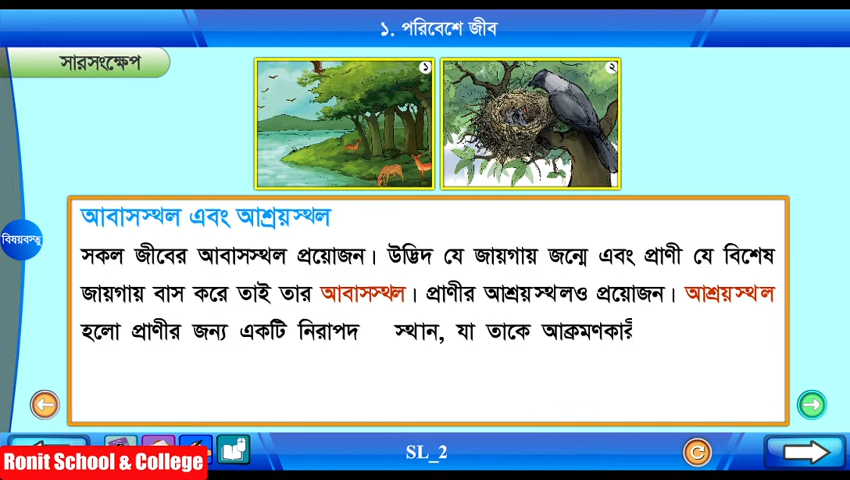 ১. পরিবেশে জীব
সারসংক্ষেপ
১
২
আবাসস্থল এবং আশ্রয়স্থল
সকল জীবের আবাসস্থল প্রয়োজন। উদ্ভিদ যে জায়গায় জন্মে এবং প্রাণী যে বিশেষ
জায়গায় বাস করে তাই তার আবাসস্থল। প্রাণীর আশ্রয়স্থলও প্রয়োজন। আশ্রয়স্থল
হলো প্রাণীর জন্য একটি নিরাপদ স্থান, যা তাকে আক্রমণকারী
বিষয়বস্তু
SL_2
Ronit School & College